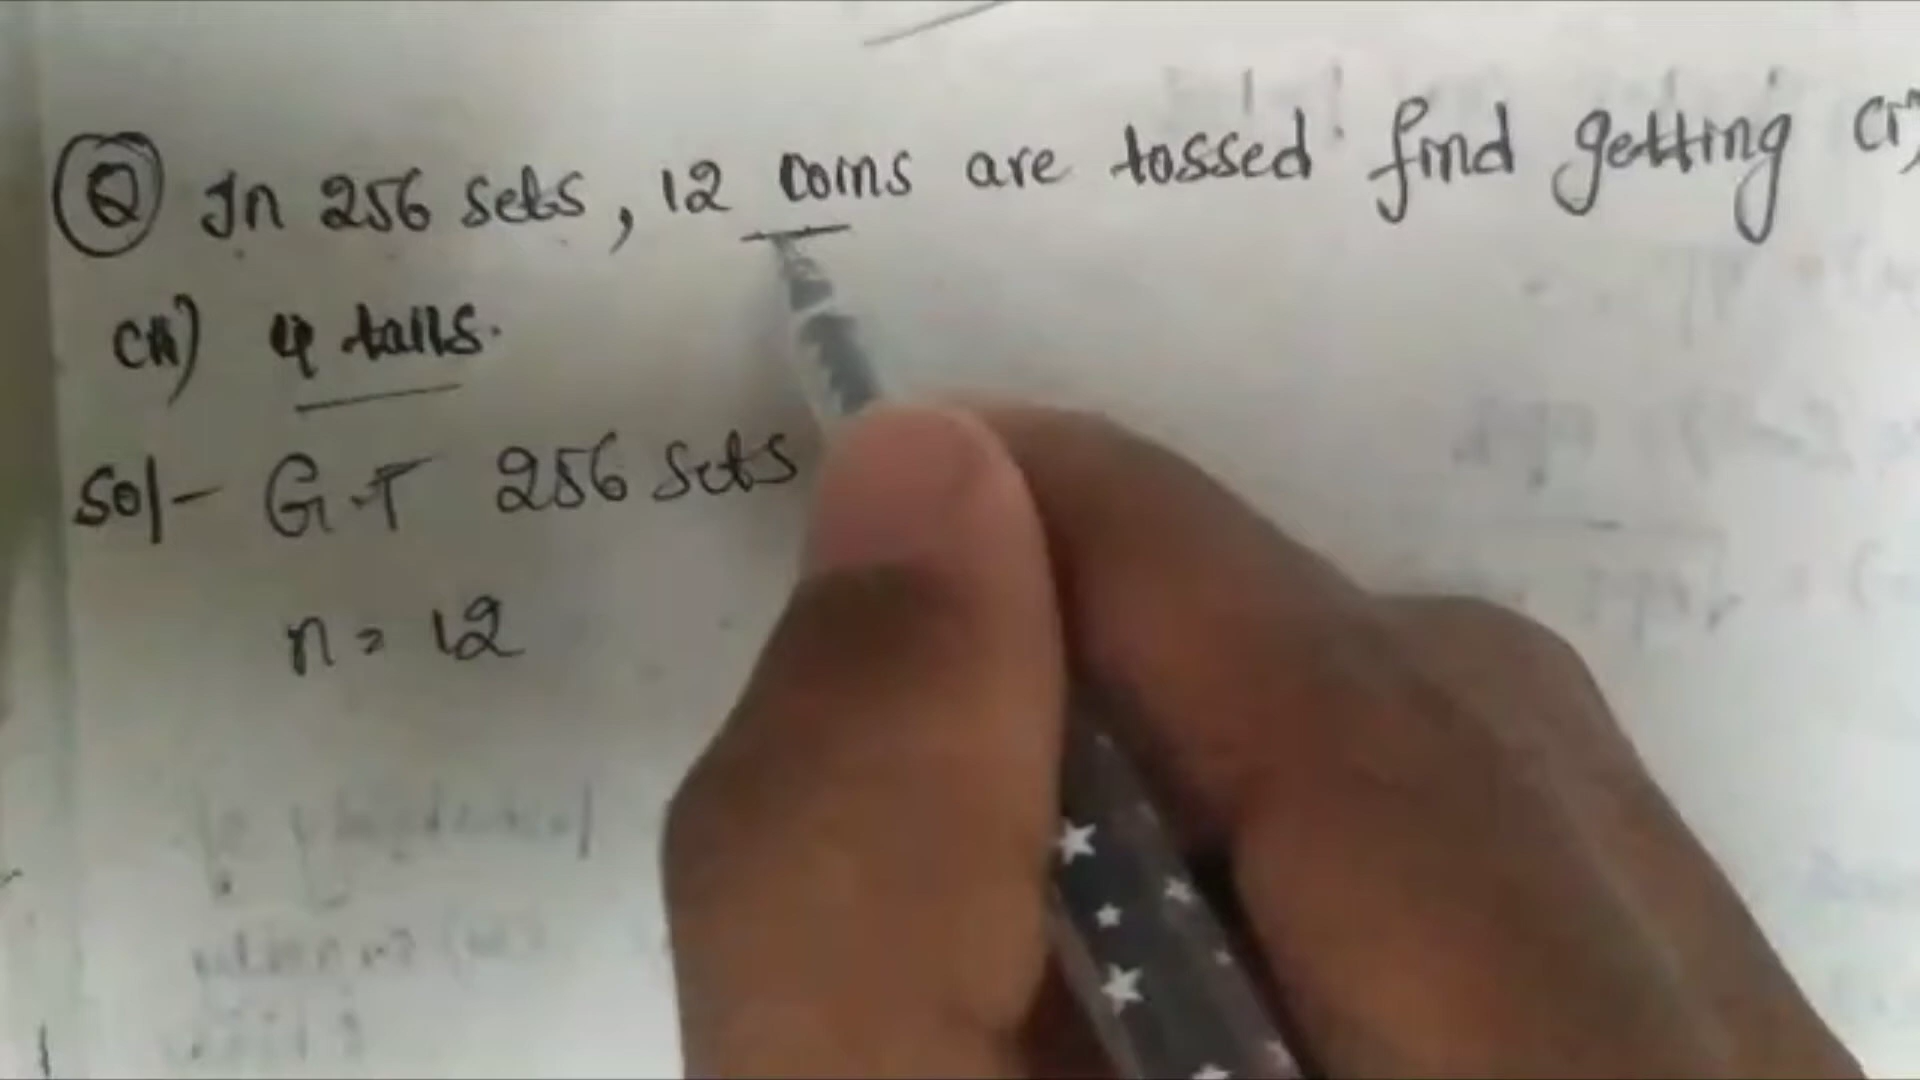 Q In 256 sets, 12 coins are tossed find getting (i)
(ii) 4 tails.
Sol- G.T 256 sets
n = 12